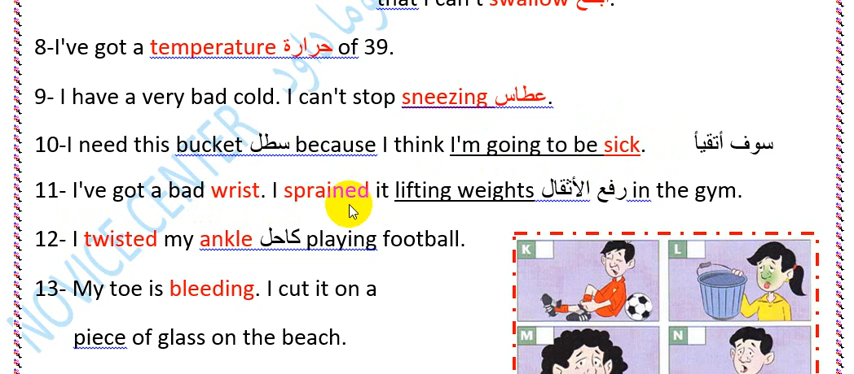 that I can't swallow أبلع.
8-I've got a temperature حرارة of 39.
9- I have a very bad cold. I can't stop sneezing عطاس.
10-I need this bucket سطل because I think I'm going to be sick. سوف أتقيأ
11- I've got a bad wrist. I sprained it lifting weights رفع الأثقال in the gym.
12- I twisted my ankle كاحل playing football.
13- My toe is bleeding. I cut it on a
piece of glass on the beach.
K
L
M
N
NOVICE CENTER